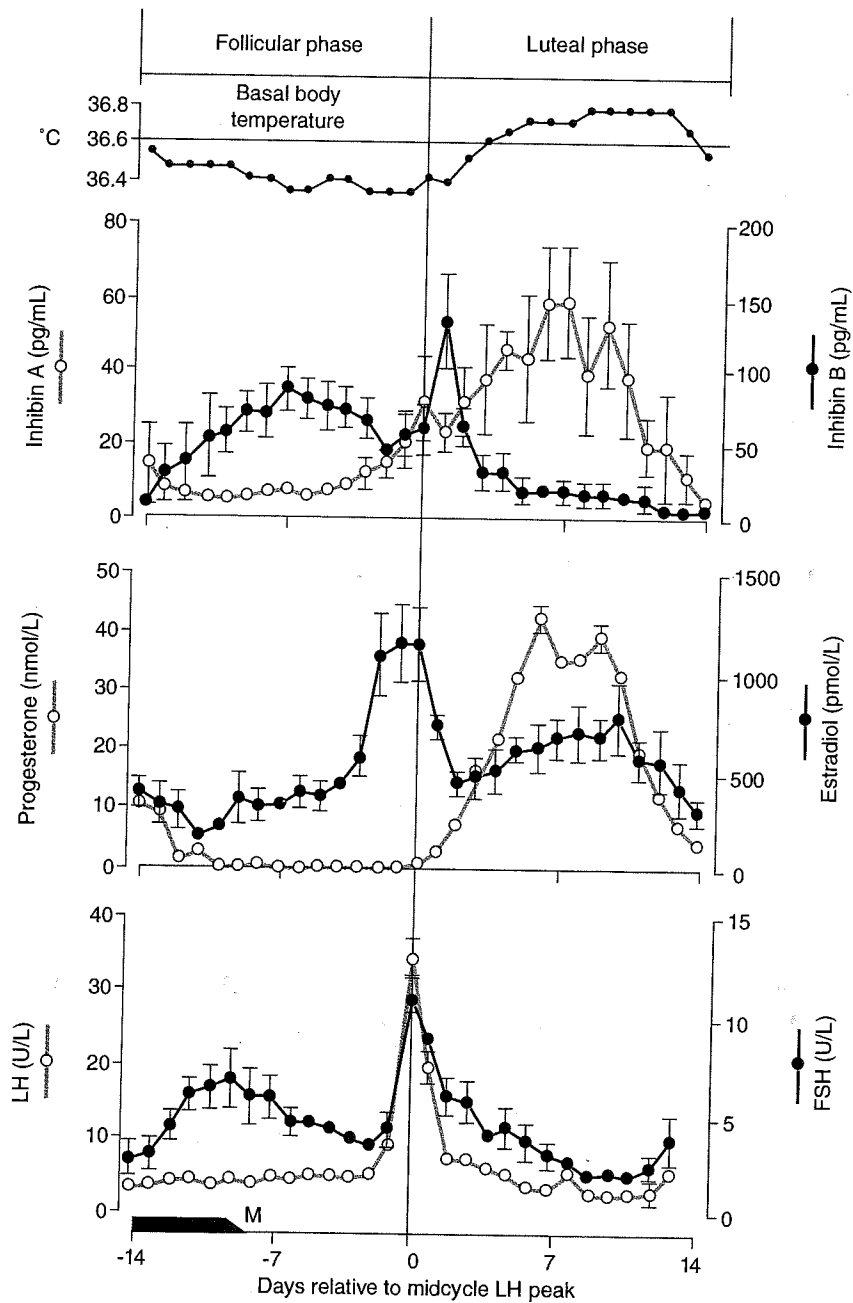 Follicular phase
Luteal phase
Basal body
temperature
°C
36.8
36.6
36.4
Inhibin A (pg/mL)
80
60
40
20
0
200
150
100
50
0
Inhibin B (pg/mL)
Progesterone (nmol/L)
50
40
30
20
10
0
1500
1000
500
0
Estradiol (pmol/L)
LH (U/L)
40
30
20
10
0
15
10
5
0
FSH (U/L)
M
-14
-7
0
7
14
Days relative to midcycle LH peak